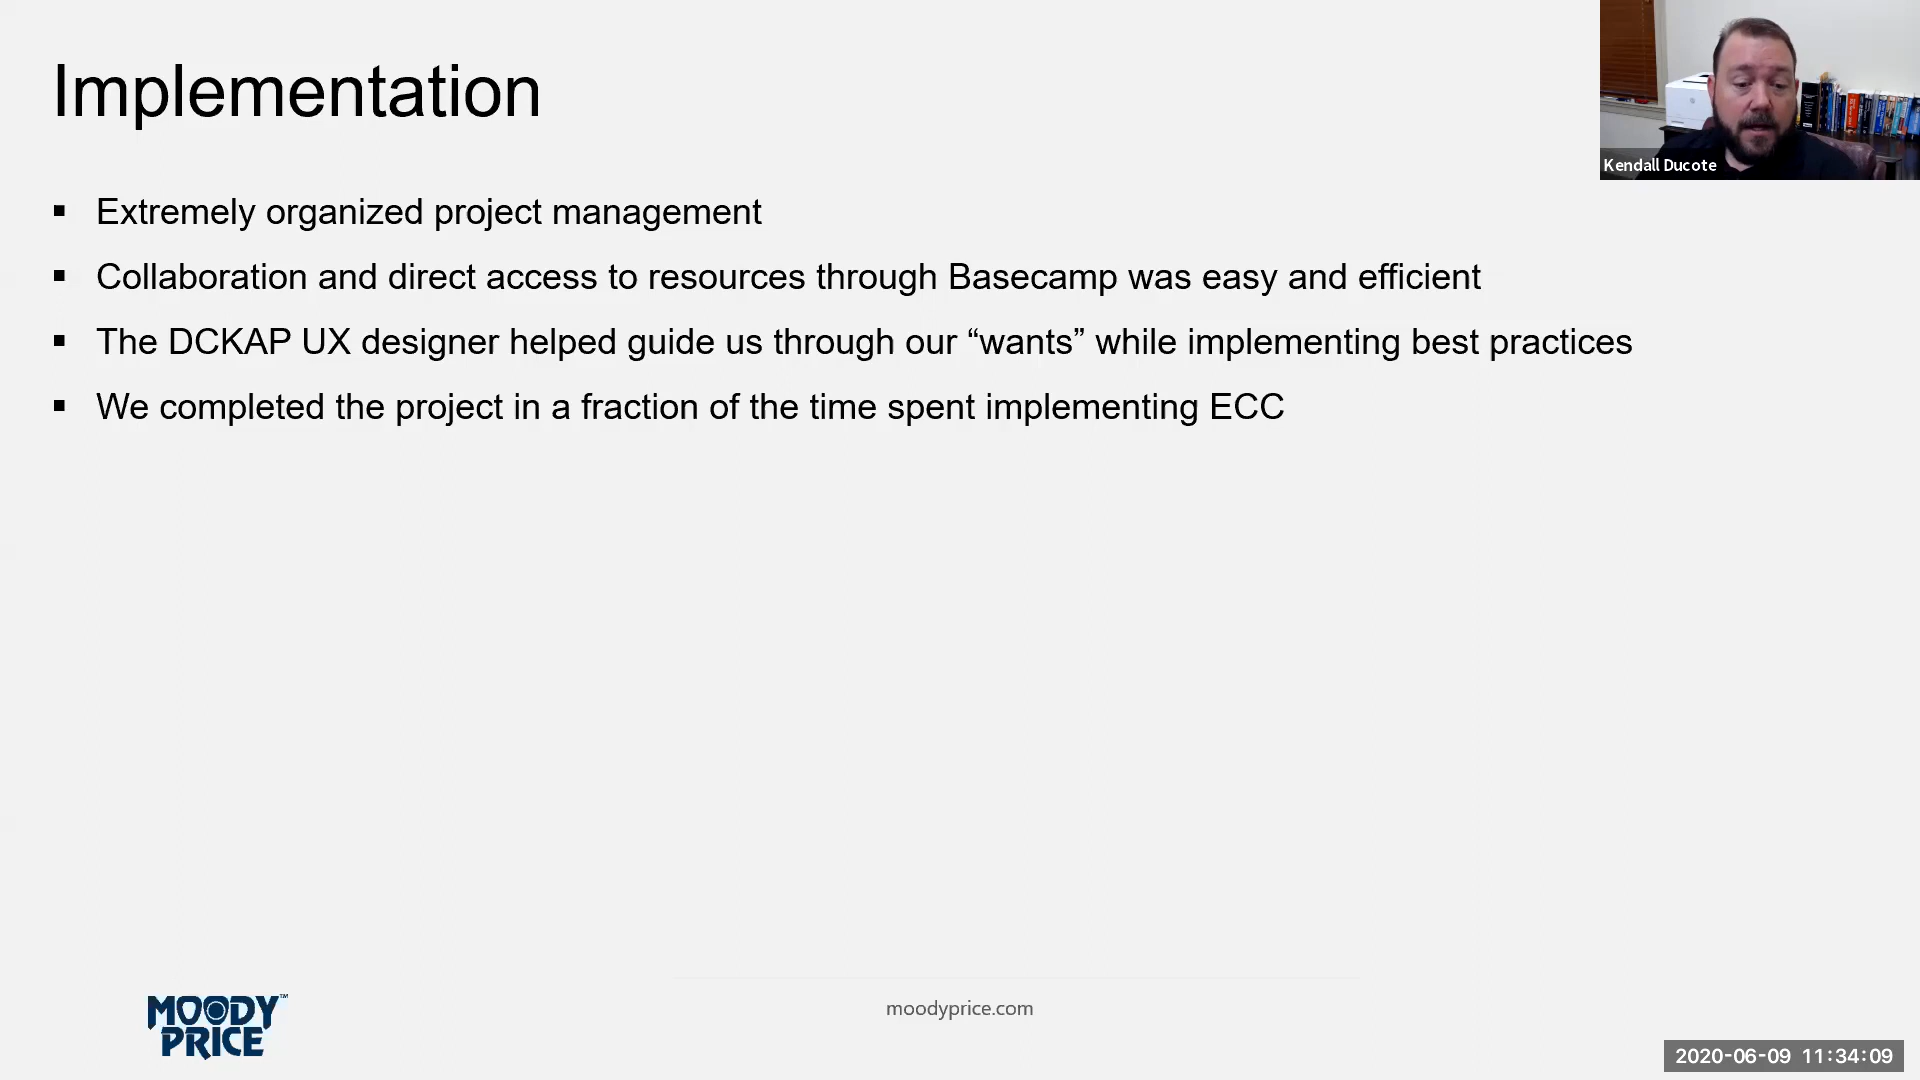 Implementation
Kendall Ducote
▪ Extremely organized project management
▪ Collaboration and direct access to resources through Basecamp was easy and efficient
▪ The DCKAP UX designer helped guide us through our “wants” while implementing best practices
▪ We completed the project in a fraction of the time spent implementing ECC
MOODY™
PRICE
moodyprice.com
2020-06-09 11:34:09